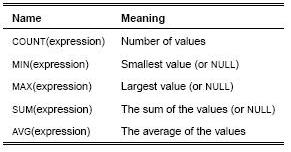 Name Meaning
COUNT(expression) Number of values
MIN(expression) Smallest value (or NULL)
MAX(expression) Largest value (or NULL)
SUM(expression) The sum of the values (or NULL)
AVG(expression) The average of the values